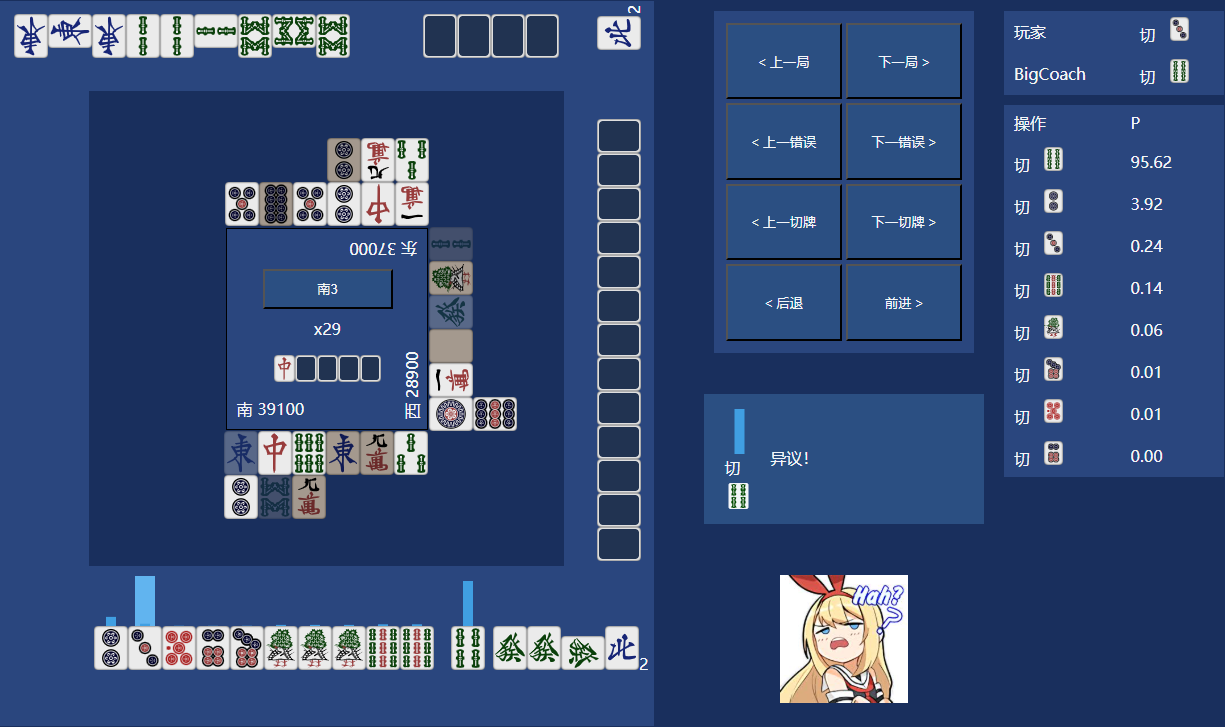 2
东 37000
南3
x29
南 39100
西 28900
2
< 上一局
下一局 >
< 上一错误
下一错误 >
< 上一切牌
下一切牌 >
< 后退
前进 >
玩家
切
BigCoach
切
操作
P
切
95.62
切
3.92
切
0.24
切
0.14
切
0.06
切
0.01
切
0.01
切
0.00
切
异议!
Hah?